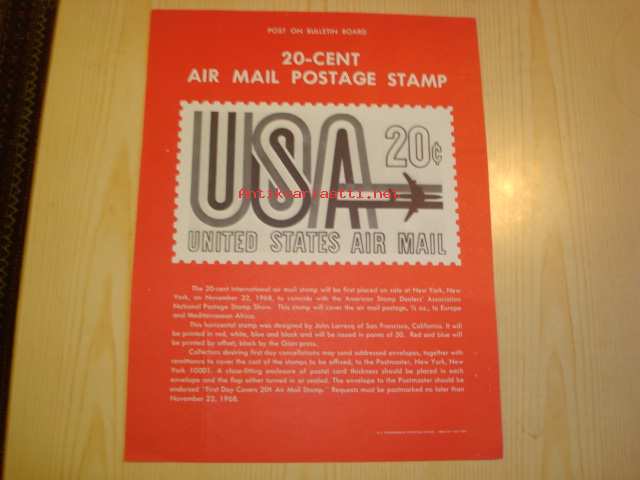 POST ON BULLETIN BOARD
20-CENT
AIR MAIL POSTAGE STAMP
USA 20¢
Antikvariaatti.net
UNITED STATES AIR MAIL
The 20-cent international air mail stamp will be first placed on sale at New York, New
York, on November 22, 1968, to coincide with the American Stamp Dealers' Association
National Postage Stamp Show. This stamp will cover the air mail postage, ½ oz., to Europe
and Mediterranean Africa.
This horizontal stamp was designed by John Larrecq of San Francisco, California. It will
be printed in red, white, blue and black and will be issued in panes of 50. Red and blue will
be printed by offset, black by the Giori press.
Collectors desiring first day cancellations may send addressed envelopes, together with
remittance to cover the cost of the stamps to be affixed, to the Postmaster, New York, New
York 10001. A close-fitting enclosure of postal card thickness should be placed in each
envelope and the flap either turned in or sealed. The envelope to the Postmaster should be
endorsed "First Day Covers 20¢ Air Mail Stamp." Requests must be postmarked no later than
November 22, 1968.